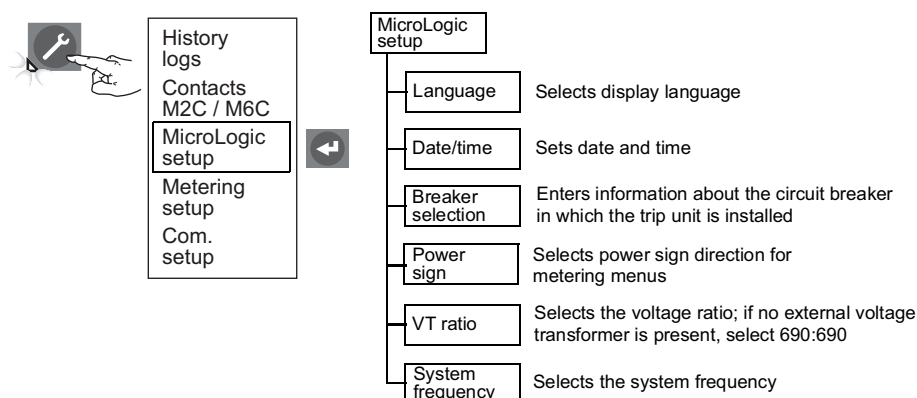 History
logs
Contacts
M2C / M6C
MicroLogic
setup
Metering
setup
Com.
setup
MicroLogic
setup
Language
Selects display language
Date/time
Sets date and time
Breaker
selection
Enters information about the circuit breaker
in which the trip unit is installed
Power
sign
Selects power sign direction for
metering menus
VT ratio
Selects the voltage ratio; if no external voltage
transformer is present, select 690:690
System
frequency
Selects the system frequency